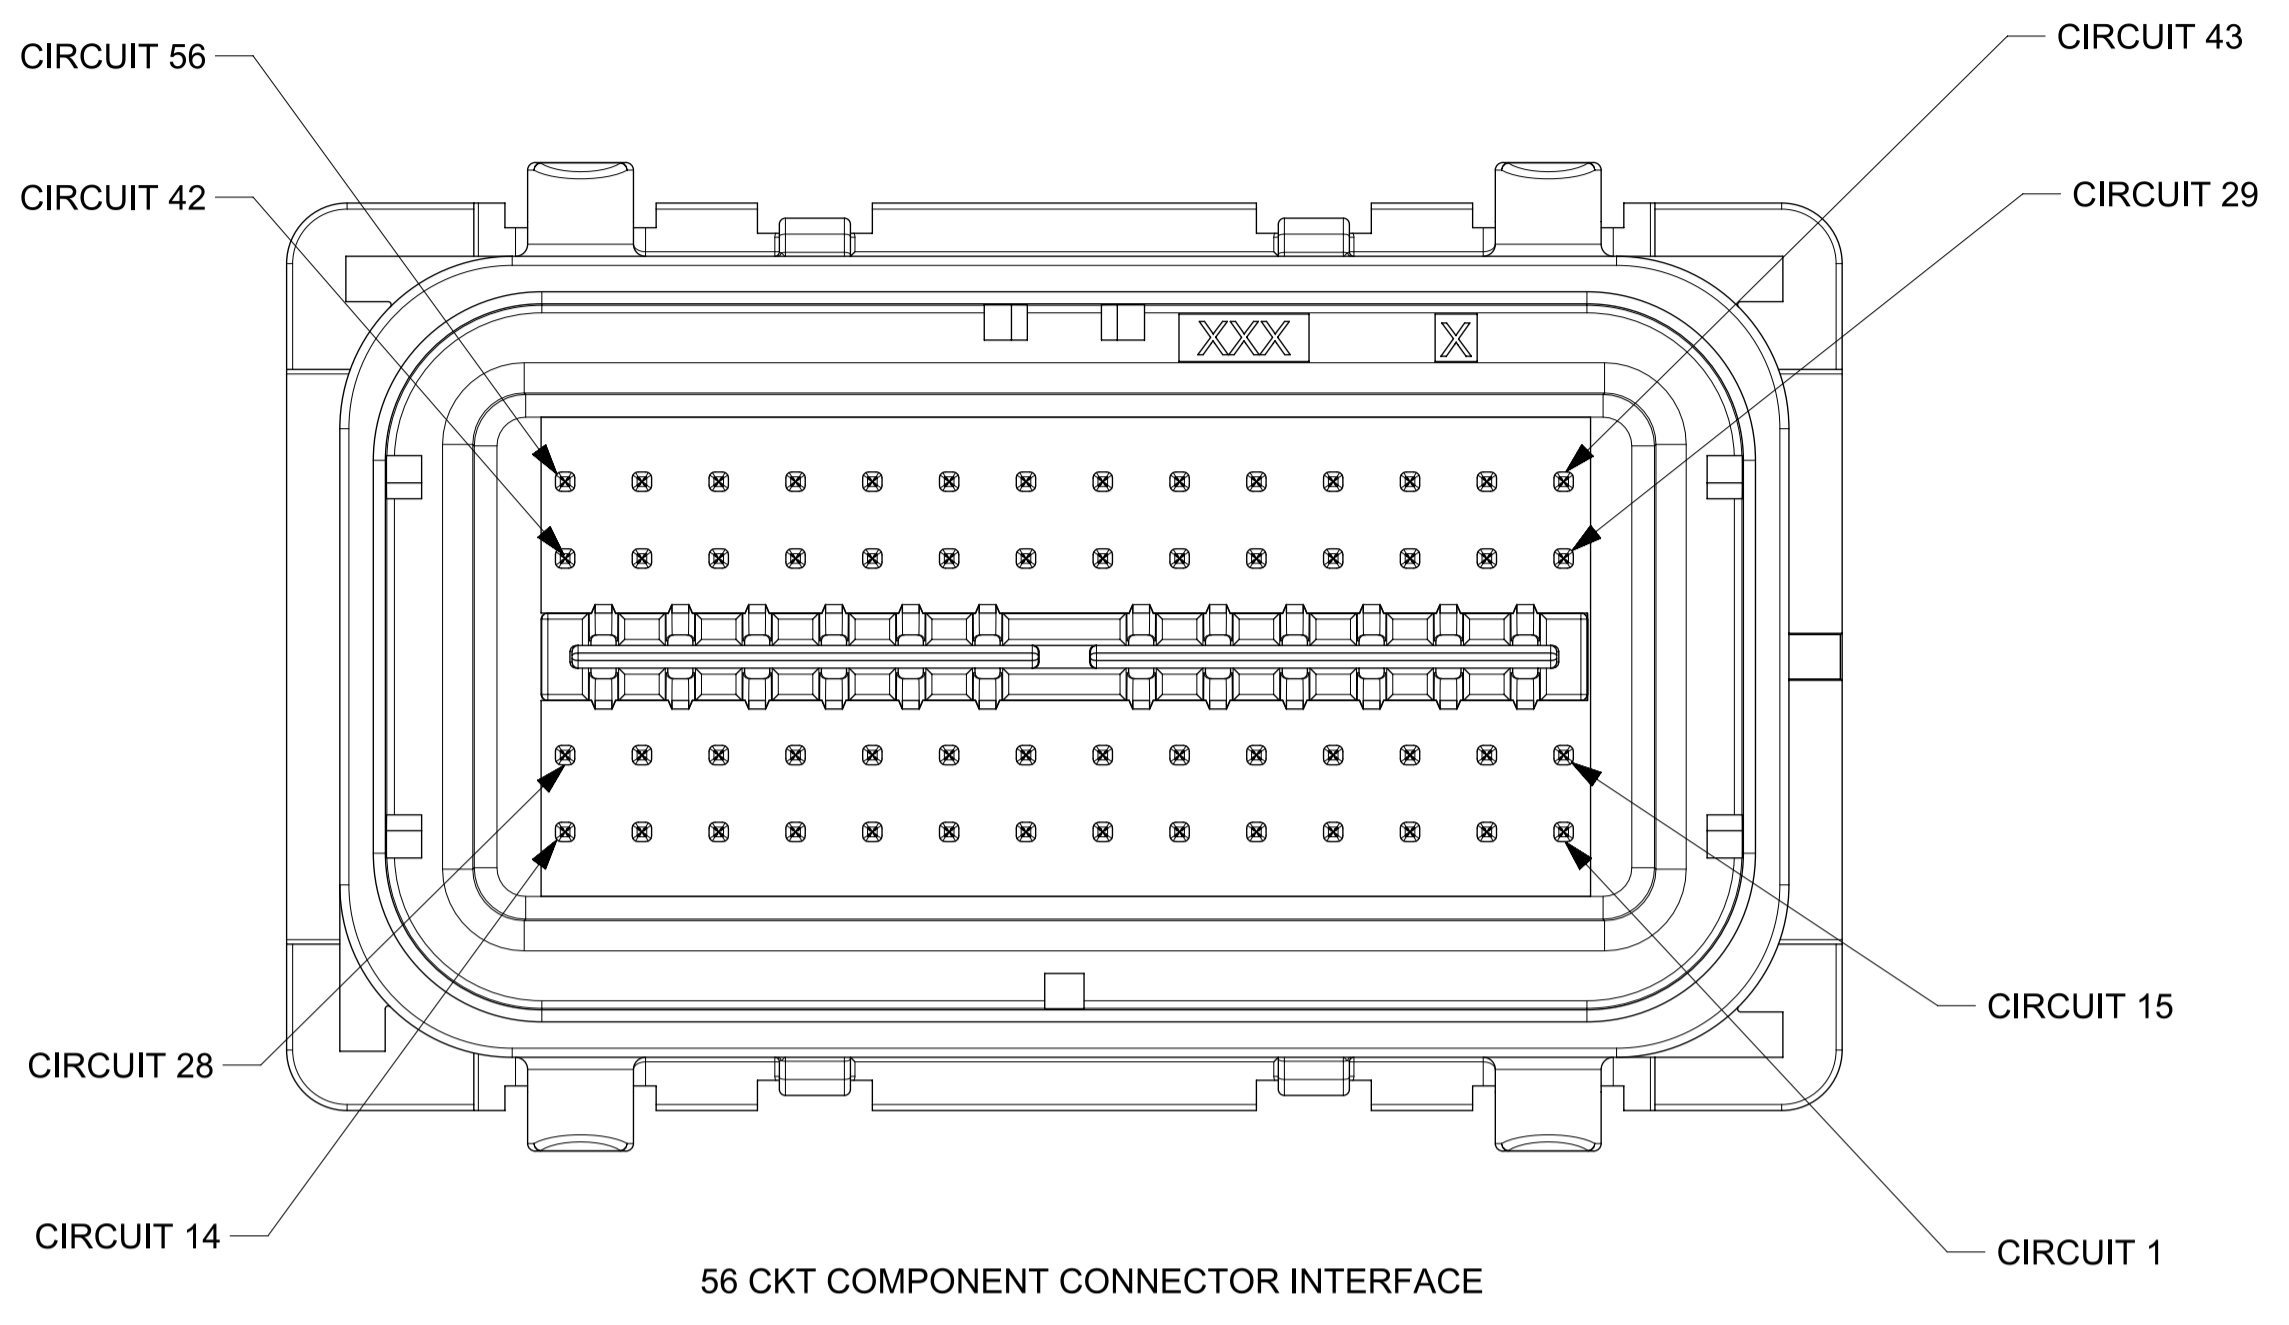 CIRCUIT 56
CIRCUIT 43
CIRCUIT 42
CIRCUIT 29
XXX
X
CIRCUIT 15
CIRCUIT 28
CIRCUIT 14
CIRCUIT 1
56 CKT COMPONENT CONNECTOR INTERFACE